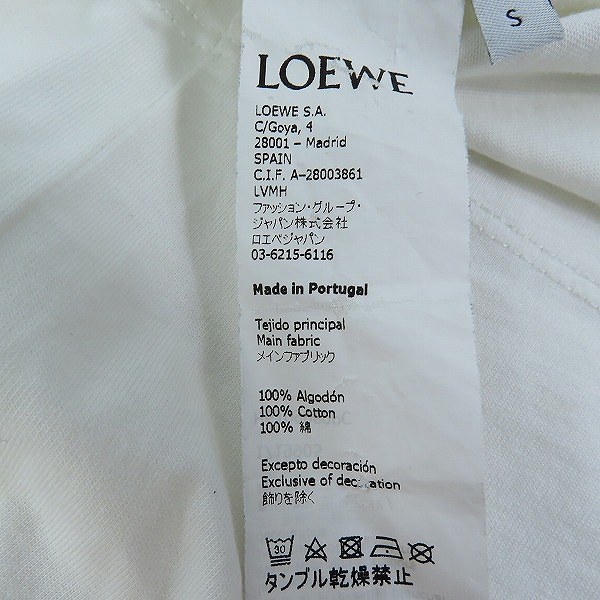 S
LOEWE
LOEWE S.A.
C/Goya, 4
28001 – Madrid
SPAIN
C.I.F. A-28003861
LVMH
ファッション・グループ・
ジャパン株式会社
ロエベジャパン
03-6215-6116
Made in Portugal
Tejido principal
Main fabric
メインファブリック
100% Algodón
100% Cotton
100% 綿
Excepto decoración
Exclusive of decoration
飾りを除く
30
タンブル乾燥禁止